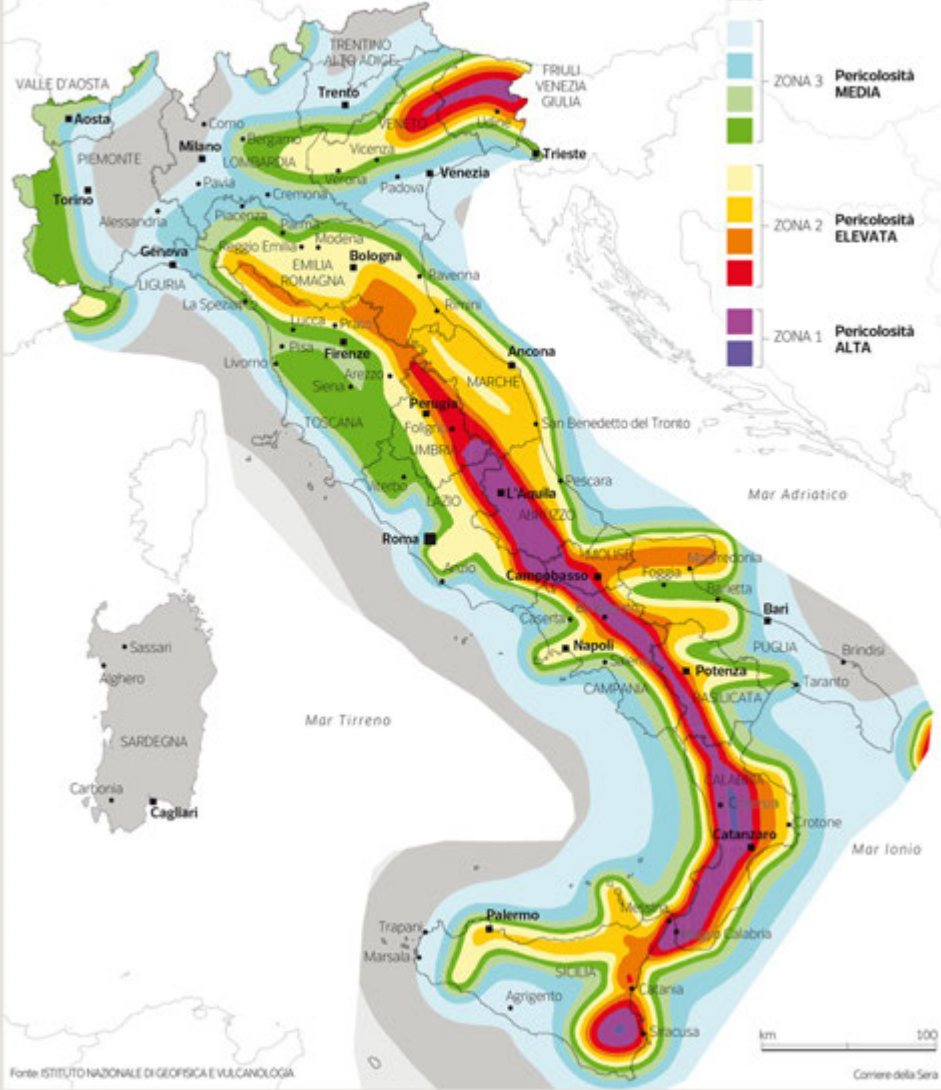 TRENTINO
ALTO ADIGE
FRIULI
VENEZIA
GIULIA
VALLE D'AOSTA
Trento
Aosta
Como
VENETO
Udine
Bergamo
Milano
PIEMONTE
LOMBARDIA
Vicenza
Trieste
Verona
Venezia
Pavia
Padova
Torino
Cremona
Piacenza
Alessandria
Parma
Reggio Emilia
Modena
Genova
Bologna
EMILIA
ROMAGNA
Ravenna
LIGURIA
La Spezia
Rimini
Lucca
Prato
Pisa
Firenze
Ancona
Livorno
Arezzo
Siena
MARCHE
Perugia
TOSCANA
Foligno
San Benedetto del Tronto
UMBRIA
Viterbo
Pescara
LAZIO
L'Aquila
ABRUZZO
Mar Adriatico
Roma
MOLISE
Manfredonia
Anzio
Campobasso
Foggia
Barletta
Bari
Caserta
Napoli
PUGLIA
Brindisi
Sassari
Potenza
Alghero
Taranto
CAMPANIA
BASILICATA
Mar Tirreno
SARDEGNA
CALABRIA
Carbonia
Cagliari
Cosenza
Crotone
Catanzaro
Mar Ionio
Messina
Palermo
Trapani
Reggio Calabria
Marsala
SICILIA
Catania
Agrigento
Siracusa
ZONA 3
Pericolosità
MEDIA
ZONA 2
Pericolosità
ELEVATA
ZONA 1
Pericolosità
ALTA
km
100
Fonte: ISTITUTO NAZIONALE DI GEOFISICA E VULCANOLOGIA
Corriere della Sera